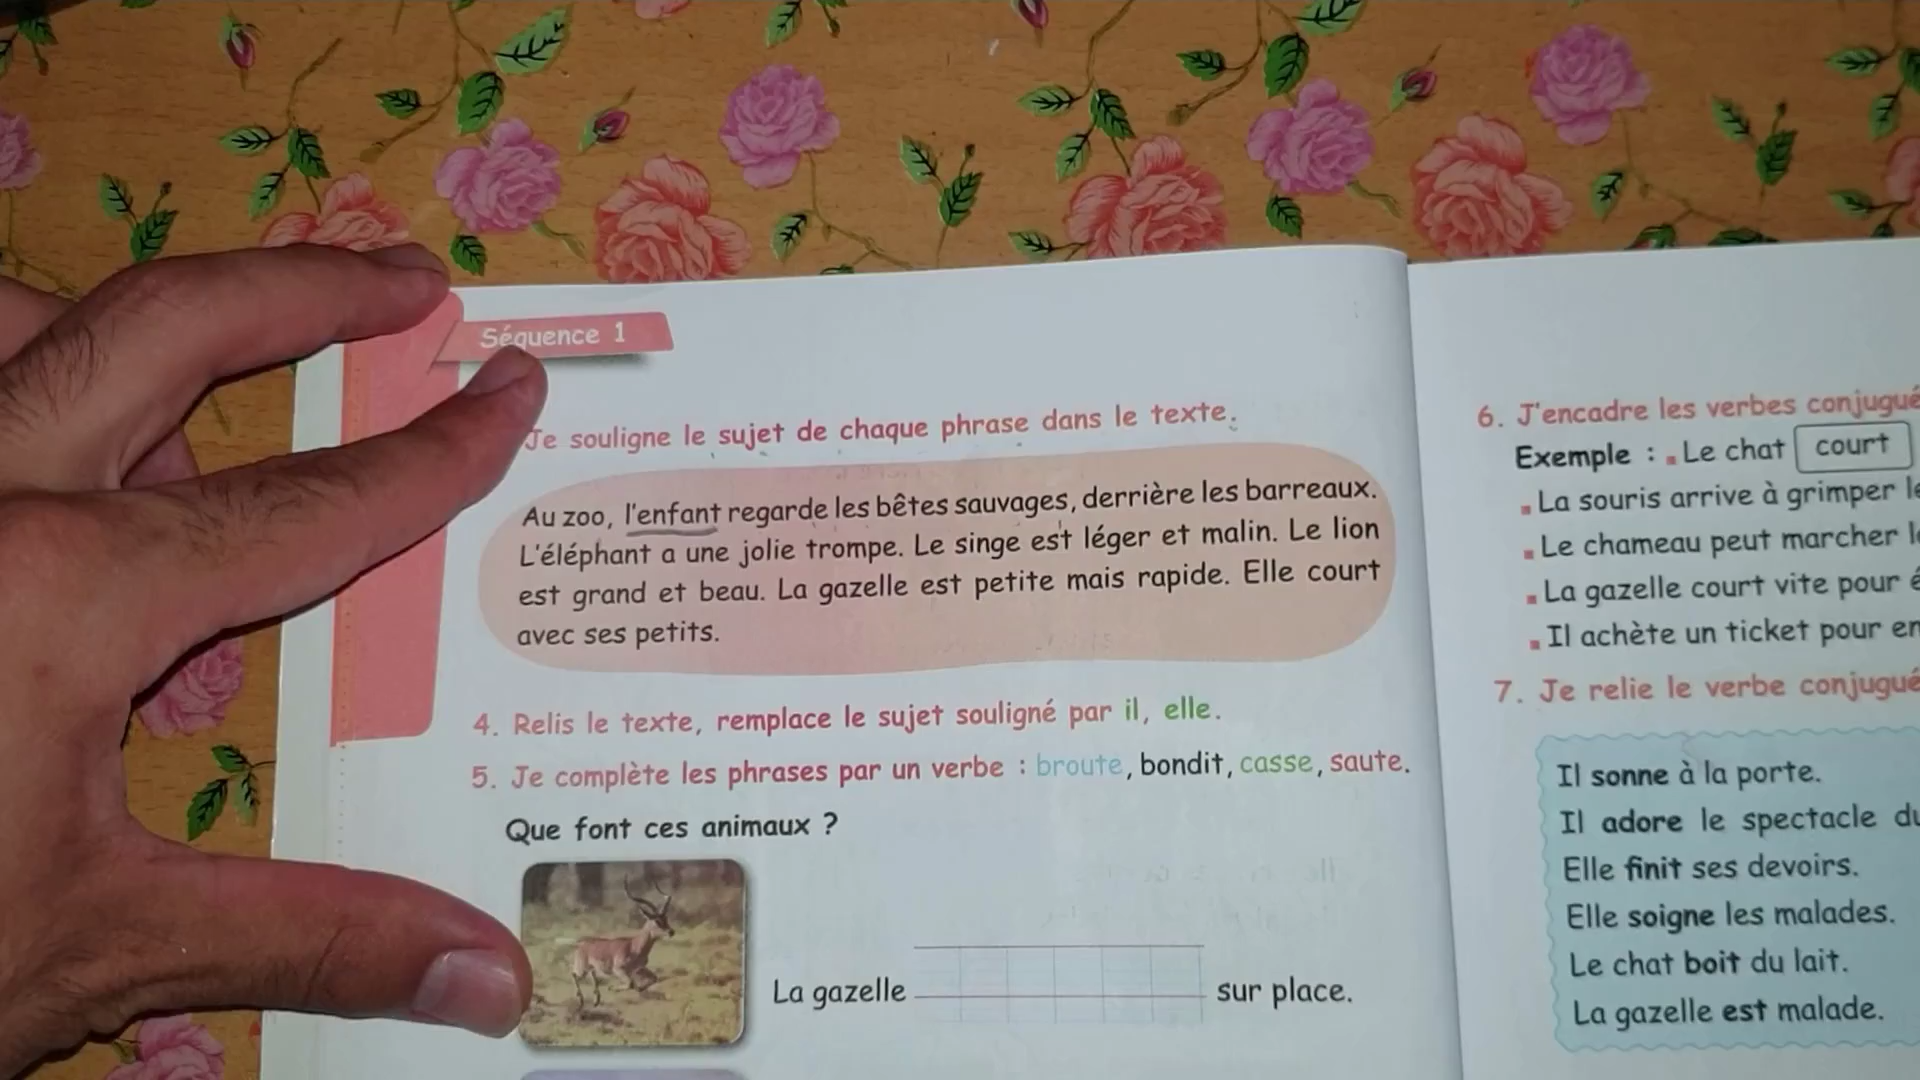 Séquence 1
Je souligne le sujet de chaque phrase dans le texte.
Au zoo, l'enfant regarde les bêtes sauvages, derrière les barreaux.
L'éléphant a une jolie trompe. Le singe est léger et malin. Le lion
est grand et beau. La gazelle est petite mais rapide. Elle court
avec ses petits.
4. Relis le texte, remplace le sujet souligné par il, elle.
5. Je complète les phrases par un verbe : broute, bondit, casse, saute.
Que font ces animaux ?
La gazelle
sur place.
6. J'encadre les verbes
Exemple : Le chat court
La souris arrive à grimper
Le chameau peut marcher
La gazelle court vite pour
Il achète un ticket pour
7. Je relie le verbe
Il sonne à la porte.
Il adore le spectacle
Elle finit ses devoirs.
Elle soigne les malades.
Le chat boit du lait.
La gazelle est malade.